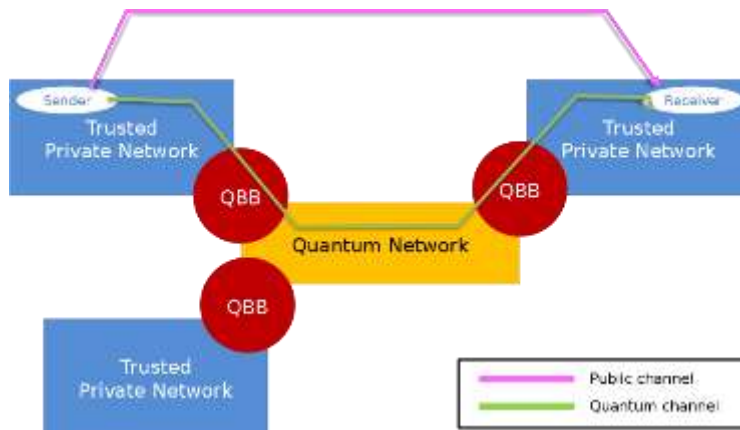 Sender
Trusted
Private Network
Receiver
Trusted
Private Network
QBB
QBB
Quantum Network
QBB
Trusted
Private Network
Public channel
Quantum channel